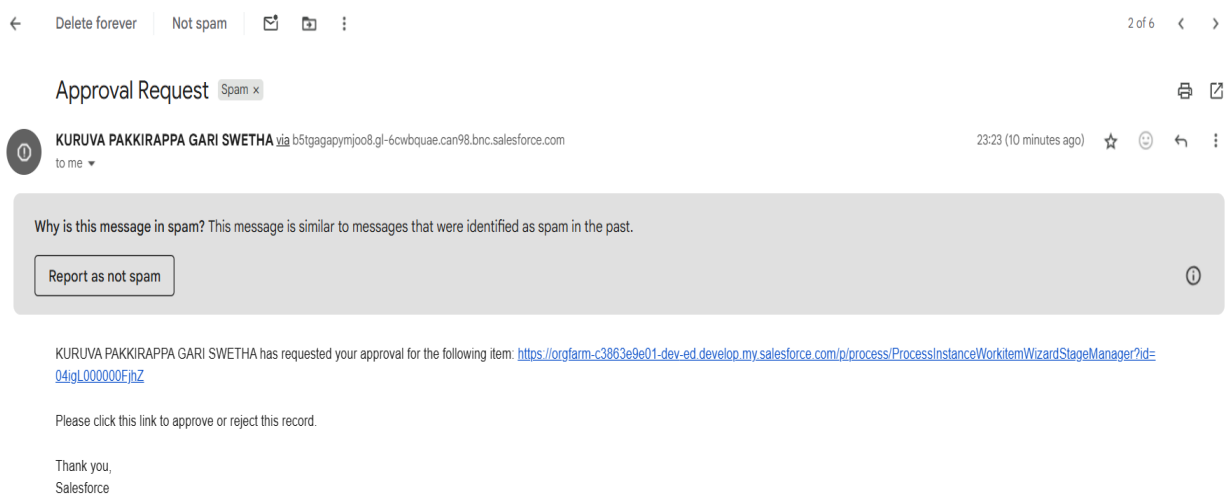 Delete forever Not spam 2 of 6
Approval Request Spam ×
KURUVA PAKKIRAPPA GARI SWETHA via b5tgagapymjoo8.gl-6cwbquae.can98.bnc.salesforce.com 23:23 (10 minutes ago)
to me
Why is this message in spam? This message is similar to messages that were identified as spam in the past.
Report as not spam
KURUVA PAKKIRAPPA GARI SWETHA has requested your approval for the following item: https://orgfarm-c3863e9e01-dev-ed.develop.my.salesforce.com/p/process/ProcessInstanceWorkitemWizardStageManager?id=
04igL000000FjhZ
Please click this link to approve or reject this record.
Thank you,
Salesforce